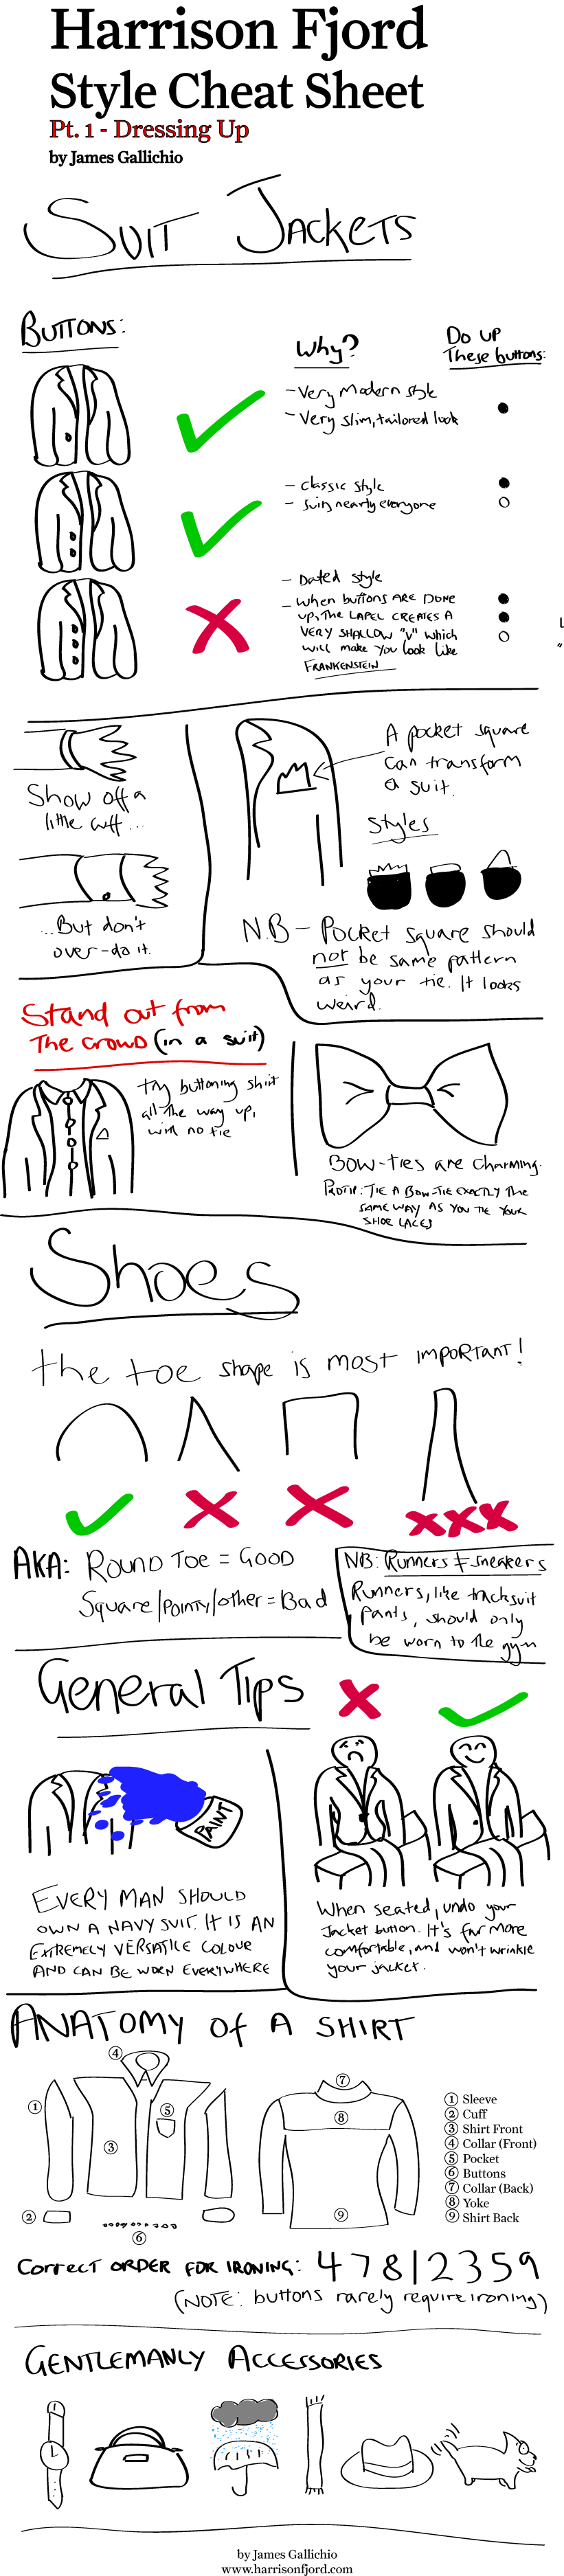 Harrison Fjord
Style Cheat Sheet
Pt. 1 - Dressing Up
by James Gallichio
SUIT JACKETS
BUTTONS:
Why?
Do up
These buttons:
- Very Modern style
- Very slim, tailored look
- Classic style
- Suits nearly everyone
- Dated style
- When buttons ARE DONE
up, THE LAPEL CREATES A
VERY SHALLOW "V" which
will make you look like
FRANKENSTEIN
L
"
Show off a
little cuff...
...But don't
over-do it.
A pocket square
can transform
a suit.
Styles
N.B - Pocket square should
not be same pattern
as your tie. It looks
weird.
Stand out from
The CROWD (in a suit)
try buttoning shirt
all the way up,
with no tie
BOW-TIES are charming.
PROTIP: TIE A BOW-TIE EXACTLY THE
SAME WAY AS YOU TIE YOUR
SHOE LACES
Shoes
the toe shape is most IMPORTANT!
AKA: ROUND TOE = GOOD
Square/POINTY/other = Bad
NB: Runners ≠ sneakers
Runners, like tracksuit
pants, should only
be worn to the gym
General Tips
PAINT
EVERY MAN SHOULD
OWN A NAVY SUIT. IT IS AN
EXTREMELY VERSATILE COLOUR
AND CAN BE WORN EVERYWHERE
When seated, undo your
Jacket button. It's far more
comfortable, and won't wrinkle
your jacket.
ANATOMY of A SHIRT
④
①
⑤
③
②
⑥
⑦
⑧
⑨
① Sleeve
② Cuff
③ Shirt Front
④ Collar (Front)
⑤ Pocket
⑥ Buttons
⑦ Collar (Back)
⑧ Yoke
⑨ Shirt Back
Correct ORDER FOR IRONING: 4 7 8 1 2 3 5 9
(NOTE: buttons rarely require ironing)
GENTLEMANLY ACCESSORIES
by James Gallichio
www.harrisonfjord.com